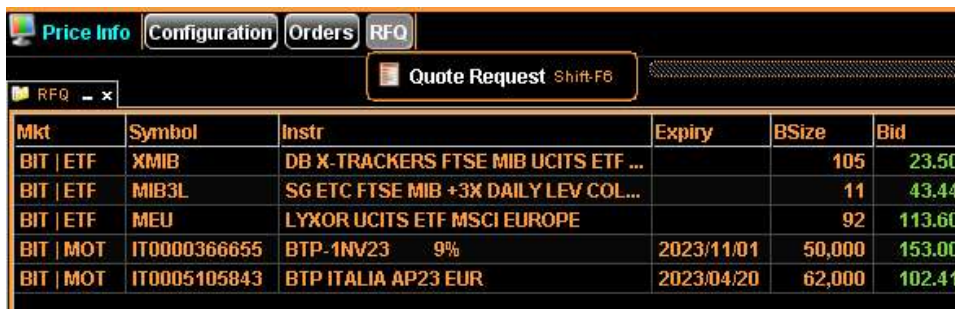 Price Info Configuration Orders RFQ
Quote Request Shift-F6
RFQ
Mkt Symbol Instr Expiry BSize Bid
BIT | ETF XMIB DB X-TRACKERS FTSE MIB UCITS ETF ... 105 23.50
BIT | ETF MIB3L SG ETC FTSE MIB +3X DAILY LEV COL... 11 43.44
BIT | ETF MEU LYXOR UCITS ETF MSCI EUROPE 92 113.60
BIT | MOT IT0000366655 BTP-1NV23 9% 2023/11/01 50,000 153.00
BIT | MOT IT0005105843 BTP ITALIA AP23 EUR 2023/04/20 62,000 102.41